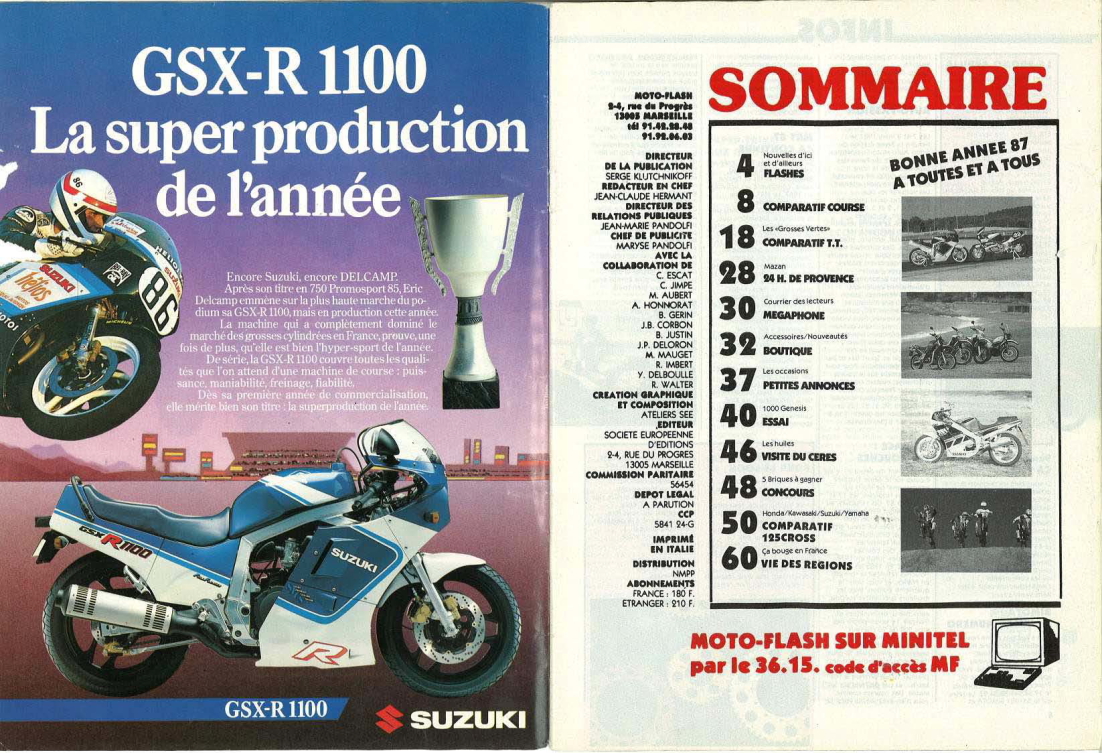 GSX-R 1100
La super production
de l'année
Encore Suzuki, encore DELCAMP.
Après son titre en 750 Promosport 85, Eric
Delcamp emmène sur la plus haute marche du po-
dium sa GSX-R 1100, mais en production cette année.
La machine qui a complètement dominé le
marché des grosses cylindrées en France, prouve, une
fois de plus, qu'elle est bien l'hyper-sport de l'année.
De série, la GSX-R 1100 couvre toutes les quali-
tés que l'on attend d'une machine de course : puis-
sance, maniabilité, freinage, fiabilité.
Dès sa première année de commercialisation,
elle mérite bien son titre : la superproduction de l'année.
86
86
MICHELIN
GSX
R1100
SUZUKI
R
GSX-R 1100
SUZUKI
INFOS
MOTO-FLASH
2-4, rue du Progrès
13005 MARSEILLE
tél 91.42.28.48
91.92.06.03
DIRECTEUR
DE LA PUBLICATION
SERGE KLUTCHNIKOFF
REDACTEUR EN CHEF
JEAN-CLAUDE HERMANT
DIRECTEUR DES
RELATIONS PUBLIQUES
JEAN-MARIE PANDOLFI
CHEF DE PUBLICITE
MARYSE PANDOLFI
AVEC LA
COLLABORATION DE
C. ESCAT
C. JIMPE
M. AUBERT
A. HONNORAT
B. GERIN
J.B. CORBON
B. JUSTIN
J.P. DELORON
M. MAUGET
R. IMBERT
Y. DELBOULLE
R. WALTER
CREATION GRAPHIQUE
ET COMPOSITION
ATELIERS SEE
.EDITEUR
SOCIETE EUROPEENNE
D'EDITIONS
2-4, RUE DU PROGRES
13005 MARSEILLE
COMMISSION PARITAIRE
56454
DEPOT LEGAL
A PARUTION
CCP
5841 24-G
IMPRIMÉ
EN ITALIE
DISTRIBUTION
NMPP
ABONNEMENTS
FRANCE : 180 F.
ETRANGER : 210 F.
SOMMAIRE
4 Nouvelles d'ici
et d'ailleurs
FLASHES
8 COMPARATIF COURSE
18 Les «Grosses Vertes»
COMPARATIF T.T.
28 Mazan
24 H. DE PROVENCE
30 Courrier des lecteurs
MEGAPHONE
32 Accessoires/Nouveautés
BOUTIQUE
37 Les occasions
PETITES ANNONCES
40 1000 Genesis
ESSAI
46 Les huiles
VISITE DU CERES
48 5 Briques à gagner
CONCOURS
50 Honda/Kawasaki/Suzuki/Yamaha
COMPARATIF
125CROSS
60 Ça bouge en France
VIE DES REGIONS
BONNE ANNEE 87
A TOUTES ET A TOUS
MOTO-FLASH SUR MINITEL
par le 36.15. code d'accès MF